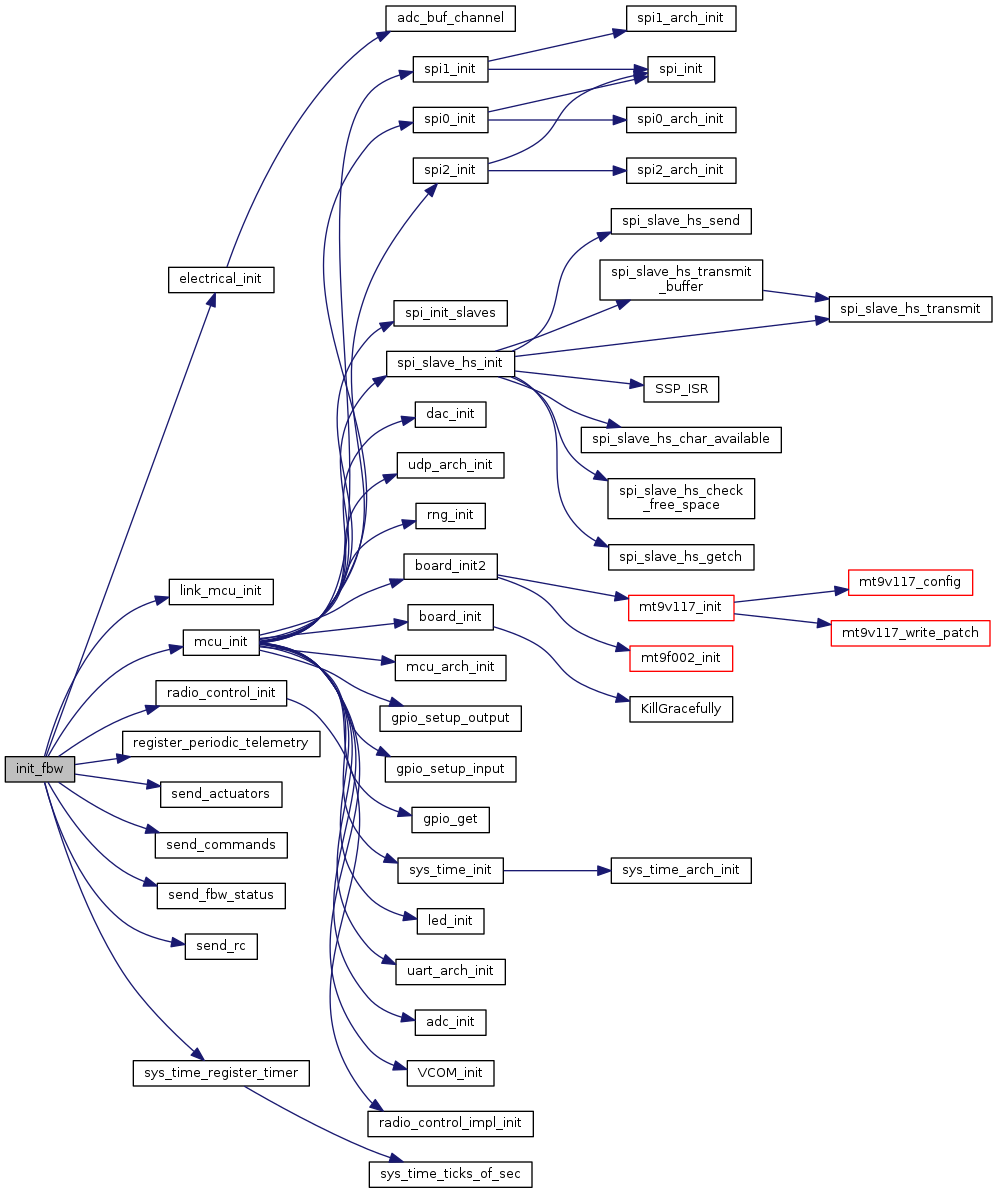 adc_buf_channel
spi1_arch_init
spi1_init
spi_init
spi0_init
spi0_arch_init
spi2_init
spi2_arch_init
spi_slave_hs_send
electrical_init
spi_slave_hs_transmit
_buffer
spi_init_slaves
spi_slave_hs_transmit
spi_slave_hs_init
SSP_ISR
dac_init
spi_slave_hs_char_available
udp_arch_init
spi_slave_hs_check
_free_space
rng_init
spi_slave_hs_getch
board_init2
link_mcu_init
mt9v117_init
mt9v117_config
board_init
mt9v117_write_patch
mcu_init
mcu_arch_init
mt9f002_init
radio_control_init
gpio_setup_output
KillGracefully
register_periodic_telemetry
init_fbw
gpio_setup_input
send_actuators
gpio_get
send_commands
sys_time_init
sys_time_arch_init
send_fbw_status
led_init
send_rc
uart_arch_init
adc_init
sys_time_register_timer
VCOM_init
radio_control_impl_init
sys_time_ticks_of_sec